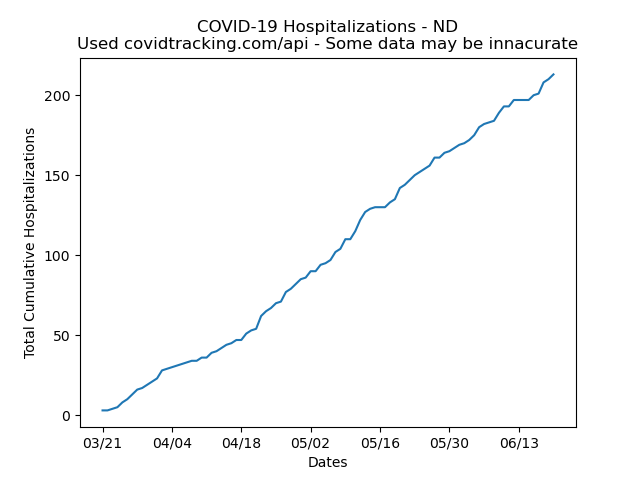 COVID-19 Hospitalizations - ND
Used covidtracking.com/api - Some data may be innacurate
Total Cumulative Hospitalizations
200
150
100
50
0
03/21 04/04 04/18 05/02 05/16 05/30 06/13
Dates